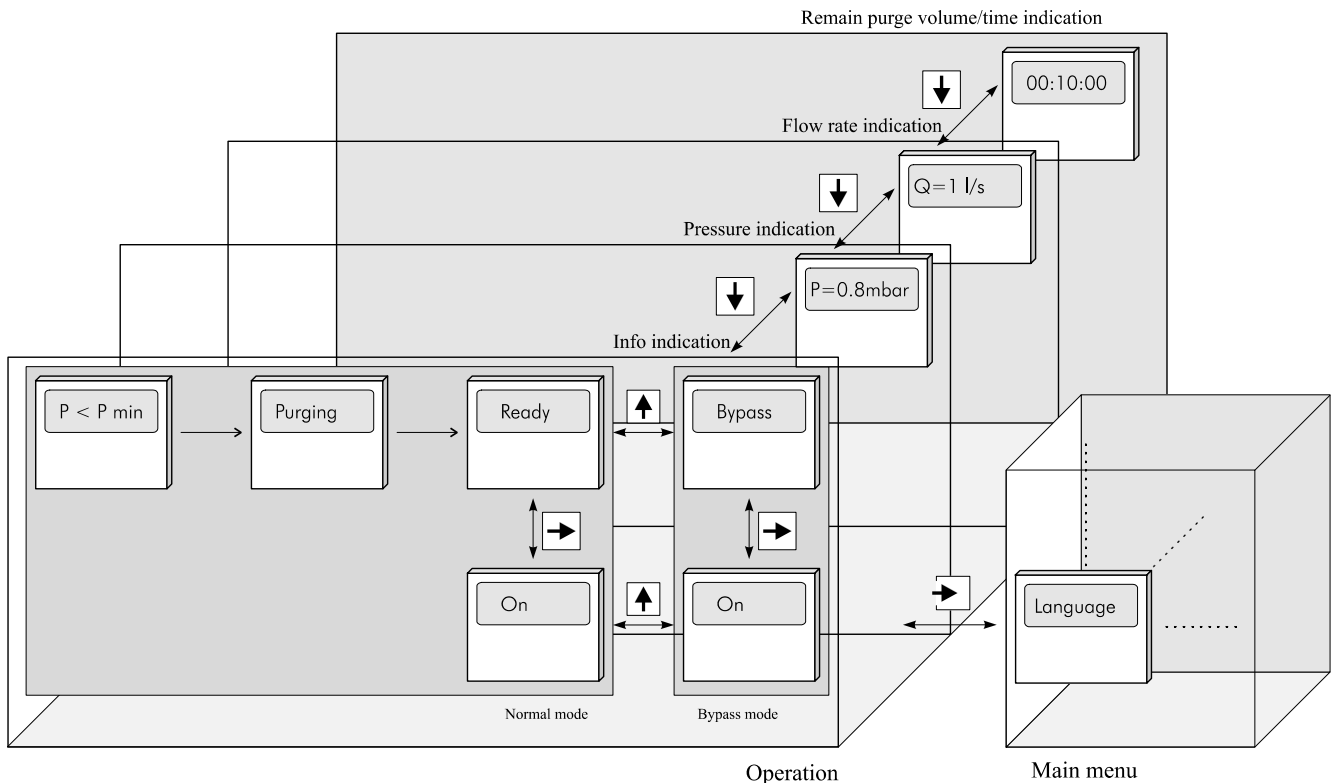 Remain purge volume/time indication
00:10:00
Flow rate indication
Q=1 l/s
Pressure indication
P=0.8mbar
Info indication
P < P min
Purging
Ready
Bypass
On
On
Language
Normal mode
Bypass mode
Operation
Main menu